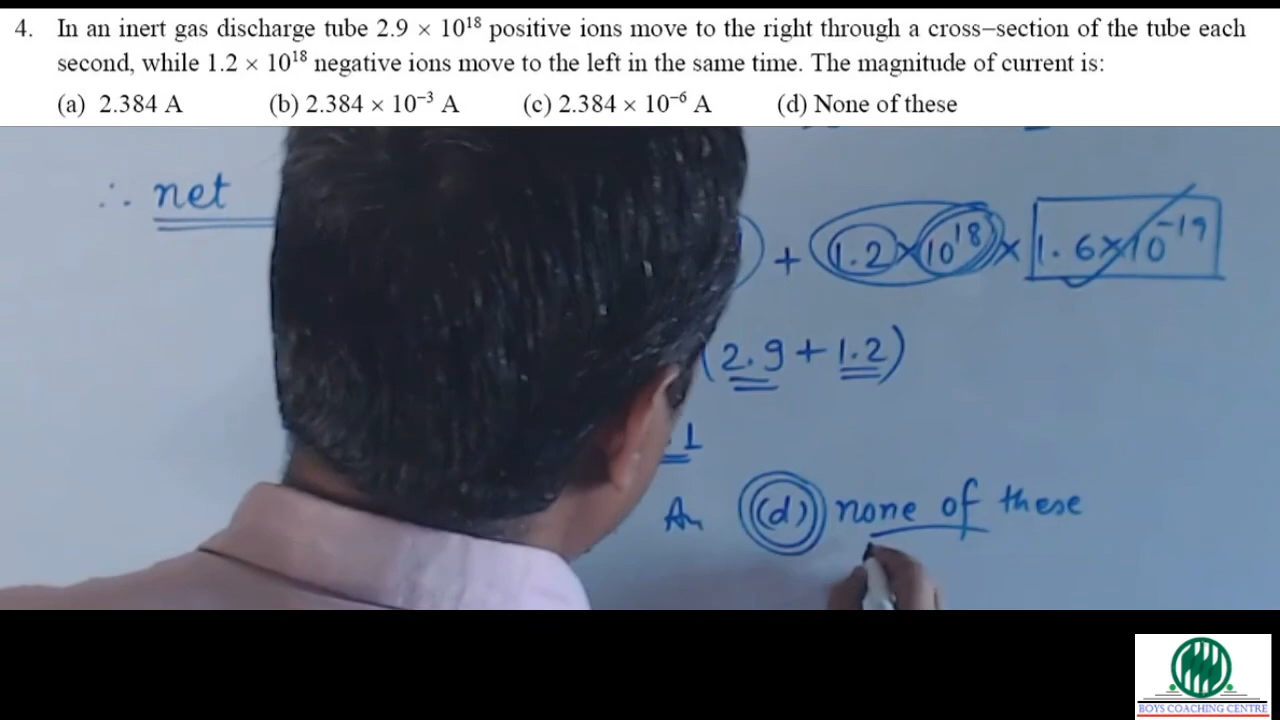 4. In an inert gas discharge tube 2.9 × 10¹⁸ positive ions move to the right through a cross–section of the tube each
second, while 1.2 × 10¹⁸ negative ions move to the left in the same time. The magnitude of current is:
(a) 2.384 A (b) 2.384 × 10⁻³ A (c) 2.384 × 10⁻⁶ A (d) None of these
∴ net
+ 1.2×10¹⁸ × 1.6×10⁻¹⁹
(2.9 + 1.2)
1
An (d) none of these
BOYS COACHING CENTRE